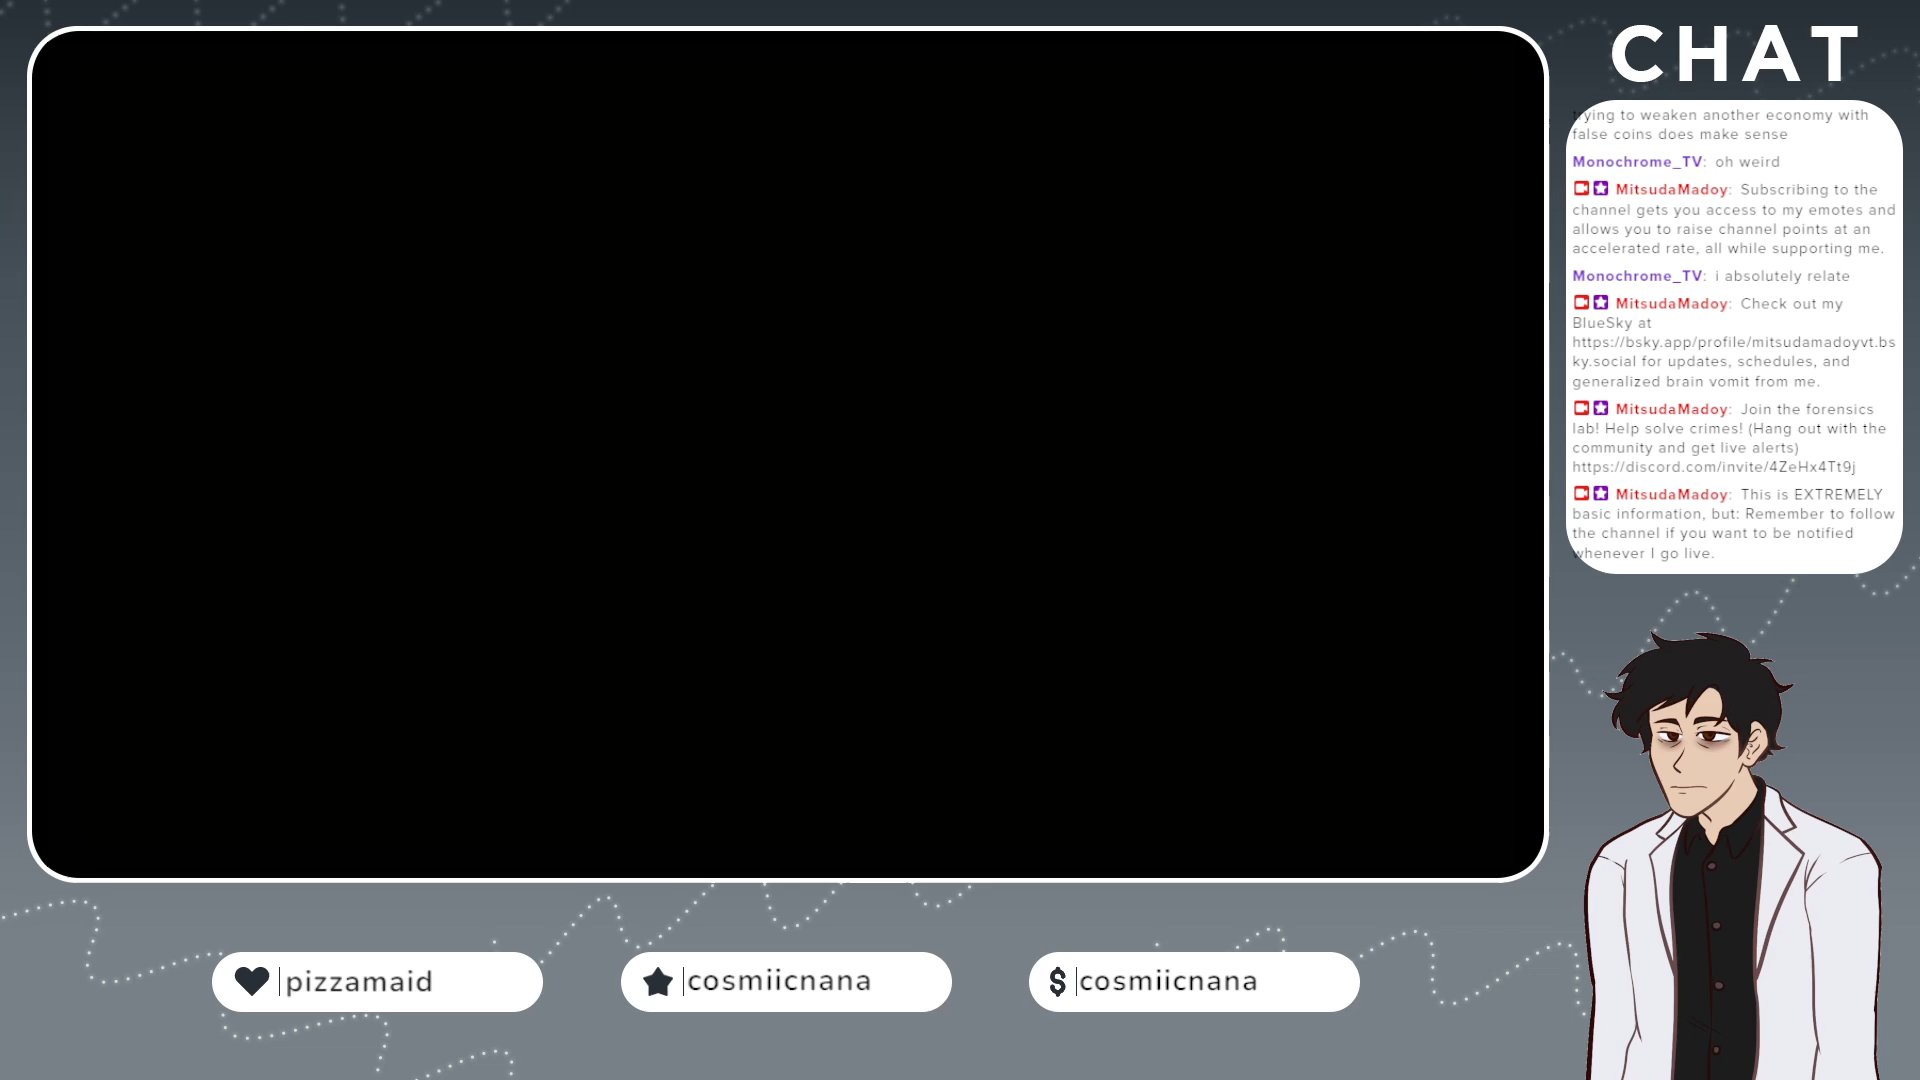 CHAT
trying to weaken another economy with
false coins does make sense
Monochrome_TV: oh weird
MitsudaMadoy: Subscribing to the
channel gets you access to my emotes and
allows you to raise channel points at an
accelerated rate, all while supporting me.
Monochrome_TV: i absolutely relate
MitsudaMadoy: Check out my
BlueSky at
https://bsky.app/profile/mitsudamadoyvt.bs
ky.social for updates, schedules, and
generalized brain vomit from me.
MitsudaMadoy: Join the forensics
lab! Help solve crimes! (Hang out with the
community and get live alerts)
https://discord.com/invite/4ZeHx4Tt9j
MitsudaMadoy: This is EXTREMELY
basic information, but: Remember to follow
the channel if you want to be notified
whenever I go live.
pizzamaid
cosmiicnana
$ cosmiicnana